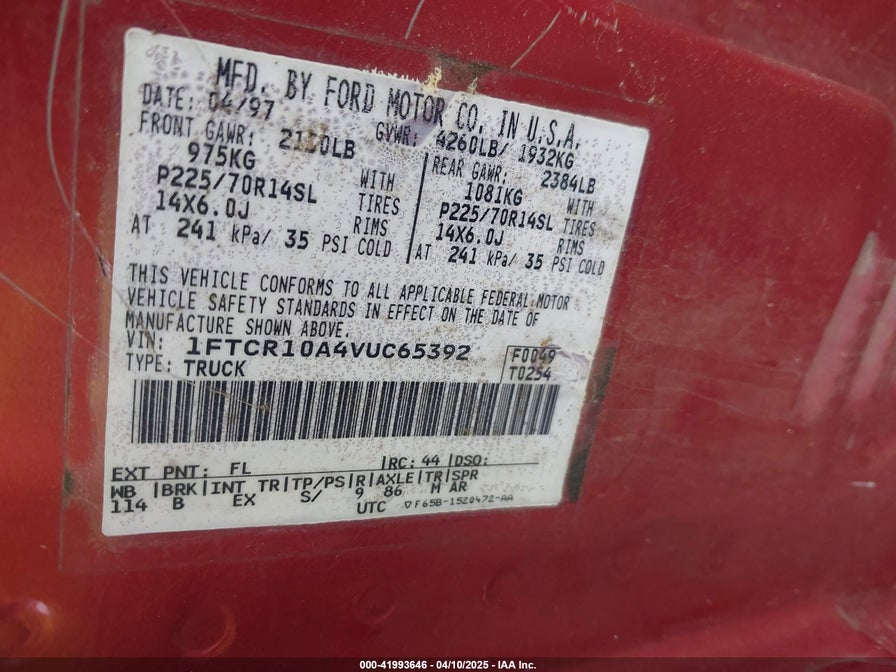 MFD. BY FORD MOTOR CO. IN U.S.A.
DATE: 04/97 GVWR: 4260LB/ 1932KG
FRONT GAWR: REAR GAWR: 2384LB
975KG 1081KG
P225/70R14SL WITH TIRES P225/70R14SL WITH TIRES
14X6.0J RIMS 14X6.0J RIMS
AT 241 kPa/ 35 PSI COLD AT 241 kPa/ 35 PSI COLD
THIS VEHICLE CONFORMS TO ALL APPLICABLE FEDERAL MOTOR
VEHICLE SAFETY STANDARDS IN EFFECT ON THE DATE OF
MANUFACTURE SHOWN ABOVE.
VIN: 1FTCR10A4VUC65392 F0049
TYPE: TRUCK T0254
EXT PNT: FL RC: 44 DSO:
WB BRK INT TR TP/PS R AXLE TR SPR
114 B EX S/ 9 86 M AR
UTC F65B-1520472-AA
000-41993646 - 04/10/2025 - IAA Inc.